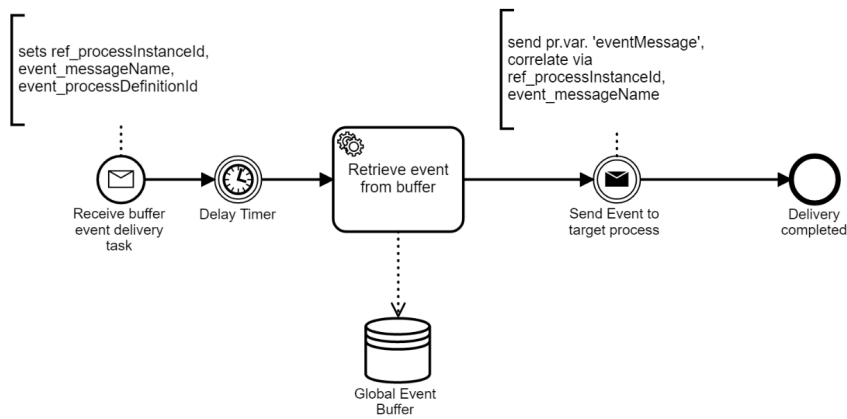 sets ref_processInstanceId,
event_messageName,
event_processDefinitionId
send pr.var. 'eventMessage',
correlate via
ref_processInstanceId,
event_messageName
Receive buffer
event delivery
task
Delay Timer
Retrieve event
from buffer
Send Event to
target process
Delivery
completed
Global Event
Buffer